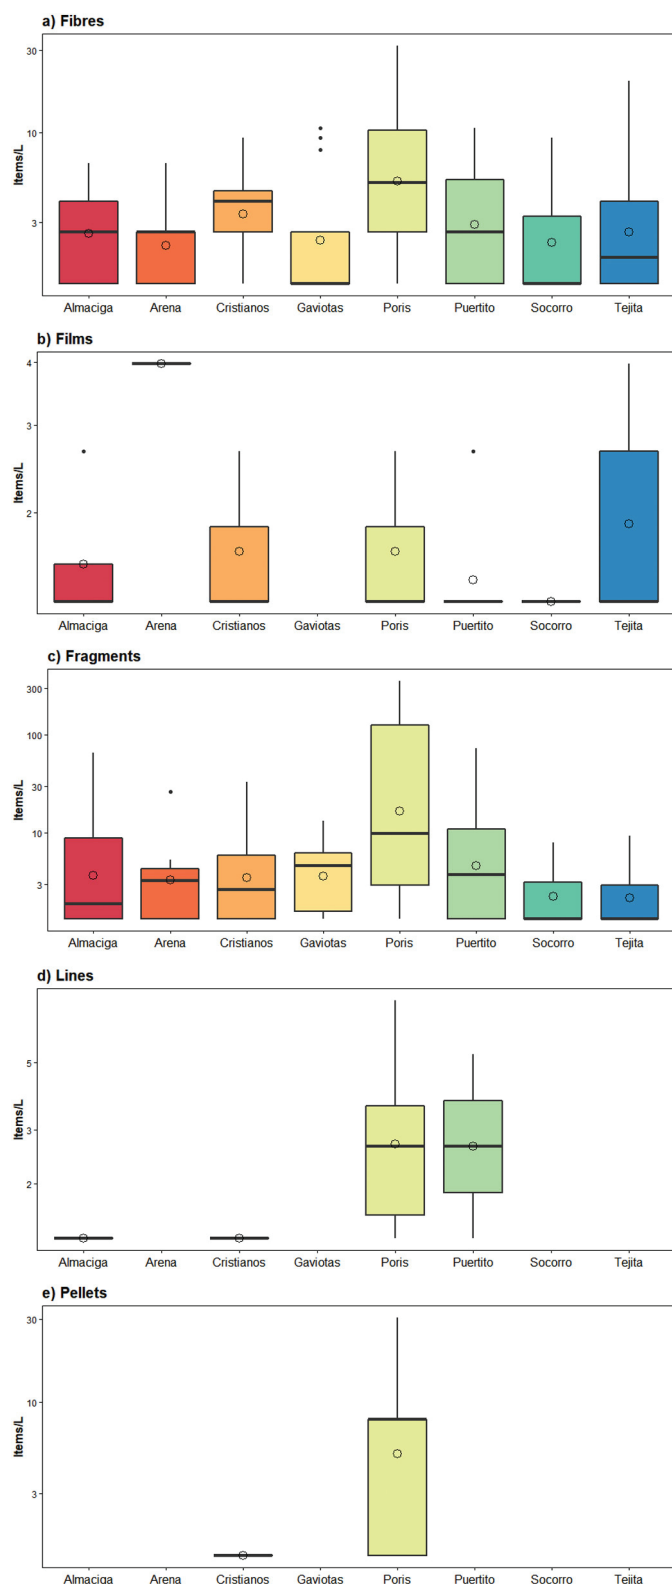 a) Fibres
30
10
3
Items/L
Almaciga Arena Cristianos Gaviotas Poris Puertito Socorro Tejita
b) Films
4
3
2
Items/L
Almaciga Arena Cristianos Gaviotas Poris Puertito Socorro Tejita
c) Fragments
300
100
30
10
3
Items/L
Almaciga Arena Cristianos Gaviotas Poris Puertito Socorro Tejita
d) Lines
5
3
2
Items/L
Almaciga Arena Cristianos Gaviotas Poris Puertito Socorro Tejita
e) Pellets
30
10
3
Items/L
Almaciga Arena Cristianos Gaviotas Poris Puertito Socorro Tejita